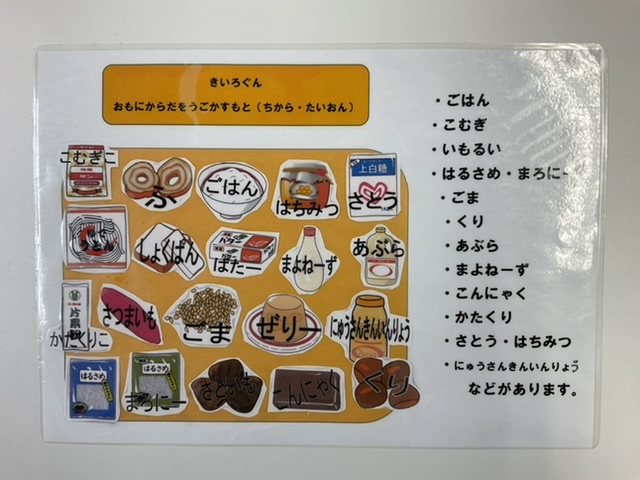 きいろぐん
おもにからだをうごかすもと（ちから・たいおん）
こむぎこ
ふ
ごはん
はちみつ
上白糖
さとう
しょくぱん
ばたー
まよねーず
あぶら
片栗粉
かたくりこ
さつまいも
ごま
ぜりー
にゅうさんきんいんりょう
はるさめ
はるさめ
まろにー
さといも
こんにゃく
くり
・ごはん
・こむぎ
・いもるい
・はるさめ・まろにー
・ごま
・くり
・あぶら
・まよねーず
・こんにゃく
・かたくり
・さとう・はちみつ
・にゅうさんきんいんりょう
などがあります。